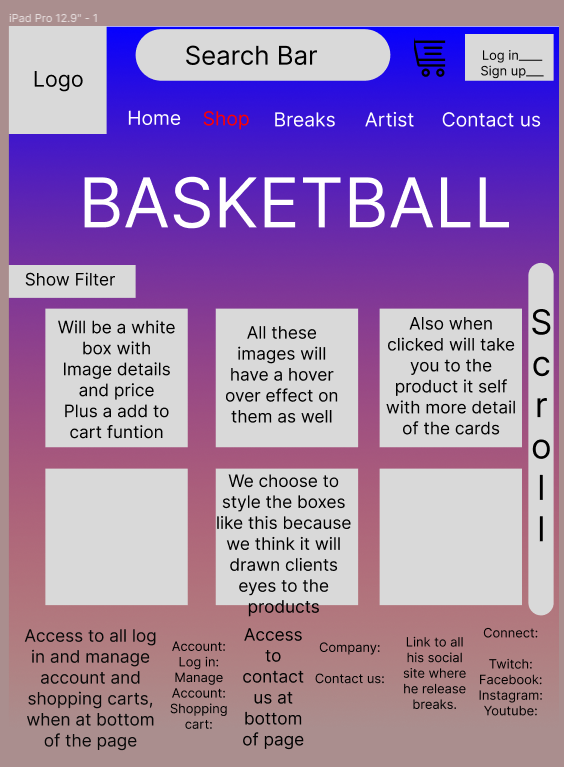 iPad Pro 12.9" - 1
Logo
Search Bar
Log in___
Sign up___
Home
Shop
Breaks
Artist
Contact us
BASKETBALL
Show Filter
Will be a white
box with
Image details
and price
Plus a add to
cart funtion
All these
images will
have a hover
over effect on
them as well
Also when
clicked will take
you to the
product it self
with more detail
of the cards
Scroll
We choose to
style the boxes
like this because
we think it will
drawn clients
eyes to the
products
Access to all log
in and manage
account and
shopping carts,
when at bottom
of the page
Account:
Log in:
Manage
Account:
Shopping
cart:
Access
to
contact
us at
bottom
of page
Company:
Contact us:
Link to all
his social
site where
he release
breaks.
Connect:
Twitch:
Facebook:
Instagram:
Youtube: